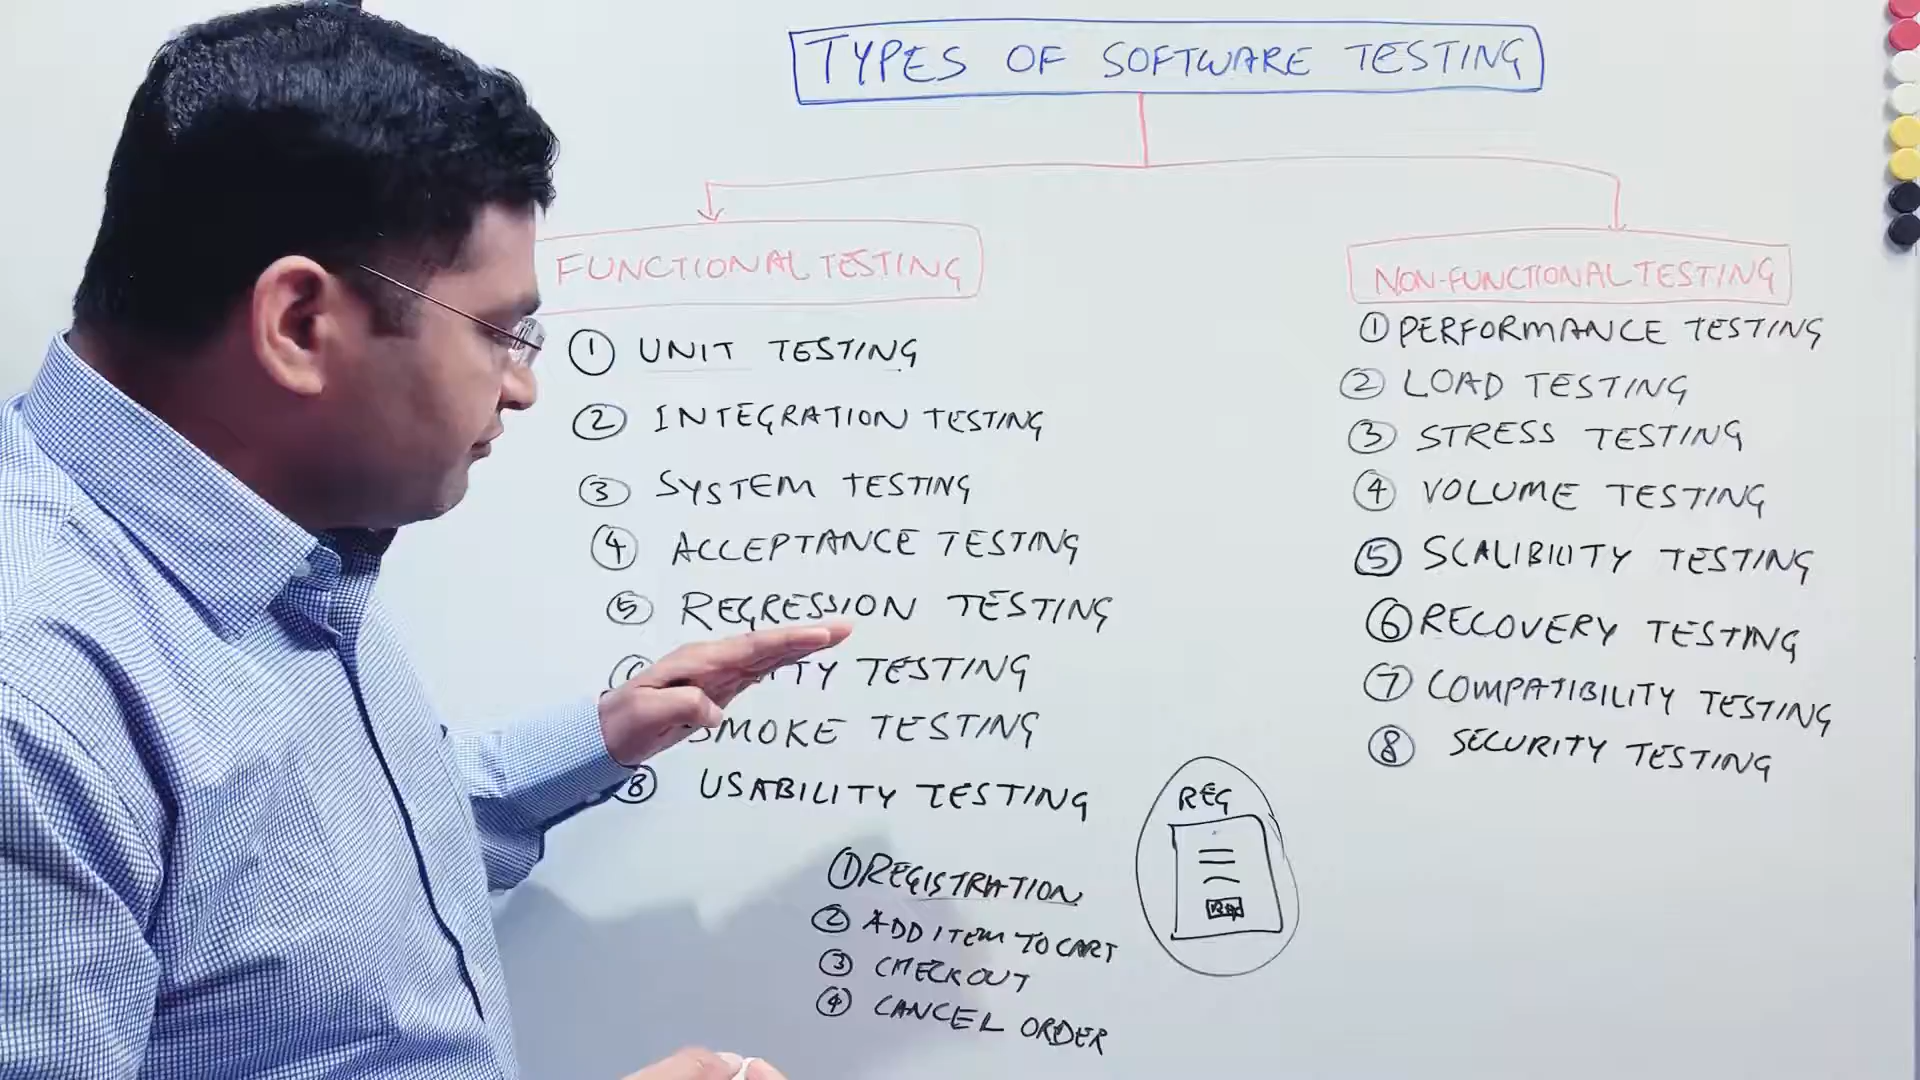 TYPES OF SOFTWARE TESTING
FUNCTIONAL TESTING
① UNIT TESTING
② INTEGRATION TESTING
③ SYSTEM TESTING
④ ACCEPTANCE TESTING
⑤ REGRESSION TESTING
TESTING
SMOKE TESTING
⑧ USABILITY TESTING
① REGISTRATION
② ADD ITEM TO CART
③ CHECKOUT
④ CANCEL ORDER
REG
NON-FUNCTIONAL TESTING
① PERFORMANCE TESTING
② LOAD TESTING
③ STRESS TESTING
④ VOLUME TESTING
⑤ SCALIBILITY TESTING
⑥ RECOVERY TESTING
⑦ COMPATIBILITY TESTING
⑧ SECURITY TESTING